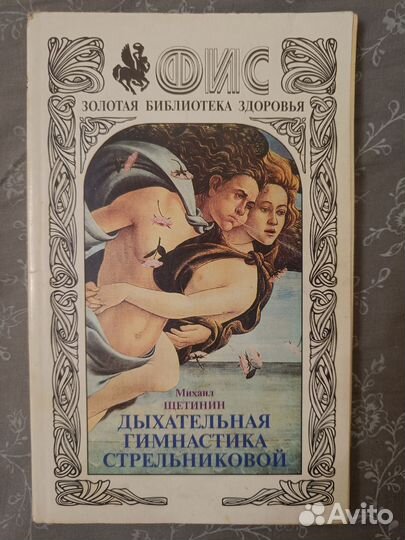 ФИС
ЗОЛОТАЯ БИБЛИОТЕКА ЗДОРОВЬЯ
Михаил
ЩЕТИНИН
ДЫХАТЕЛЬНАЯ
ГИМНАСТИКА
СТРЕЛЬНИКОВОЙ
Avito